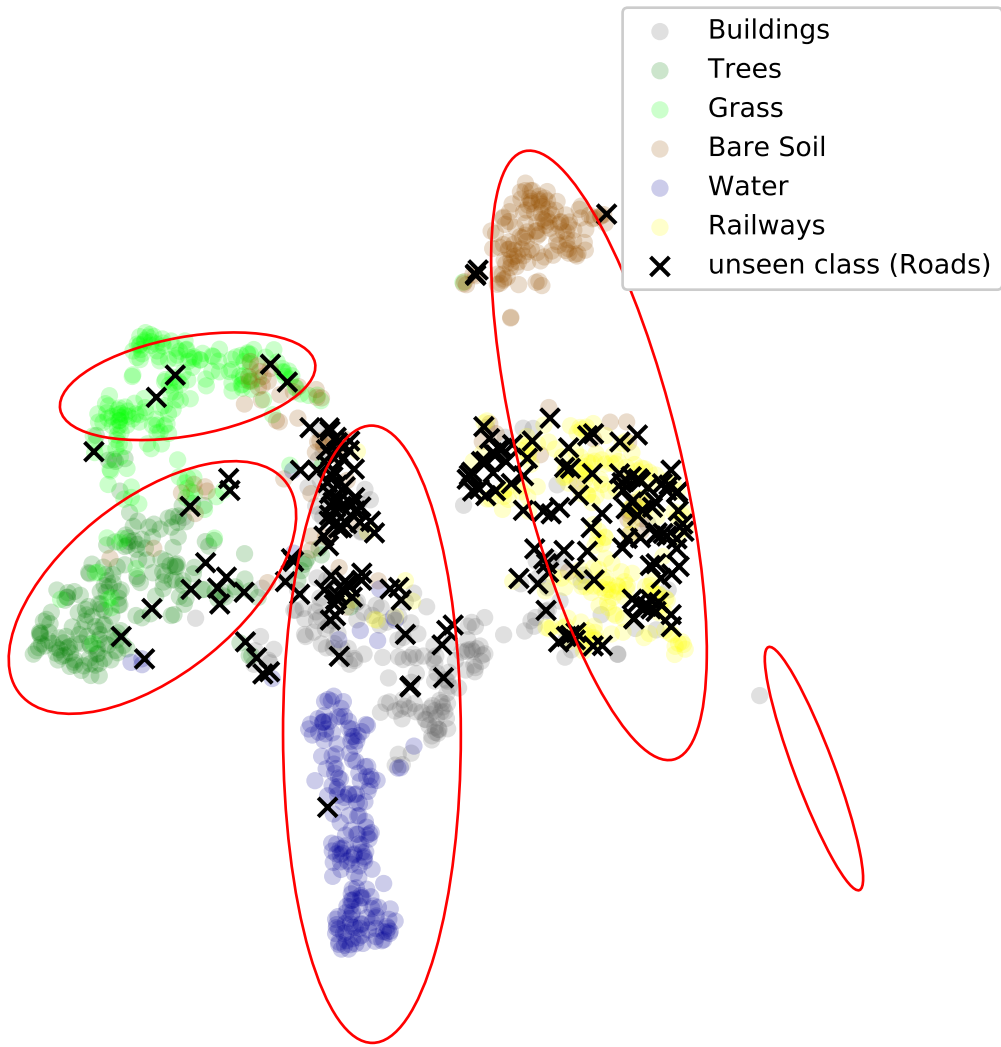 Buildings
Trees
Grass
Bare Soil
Water
Railways
unseen class (Roads)